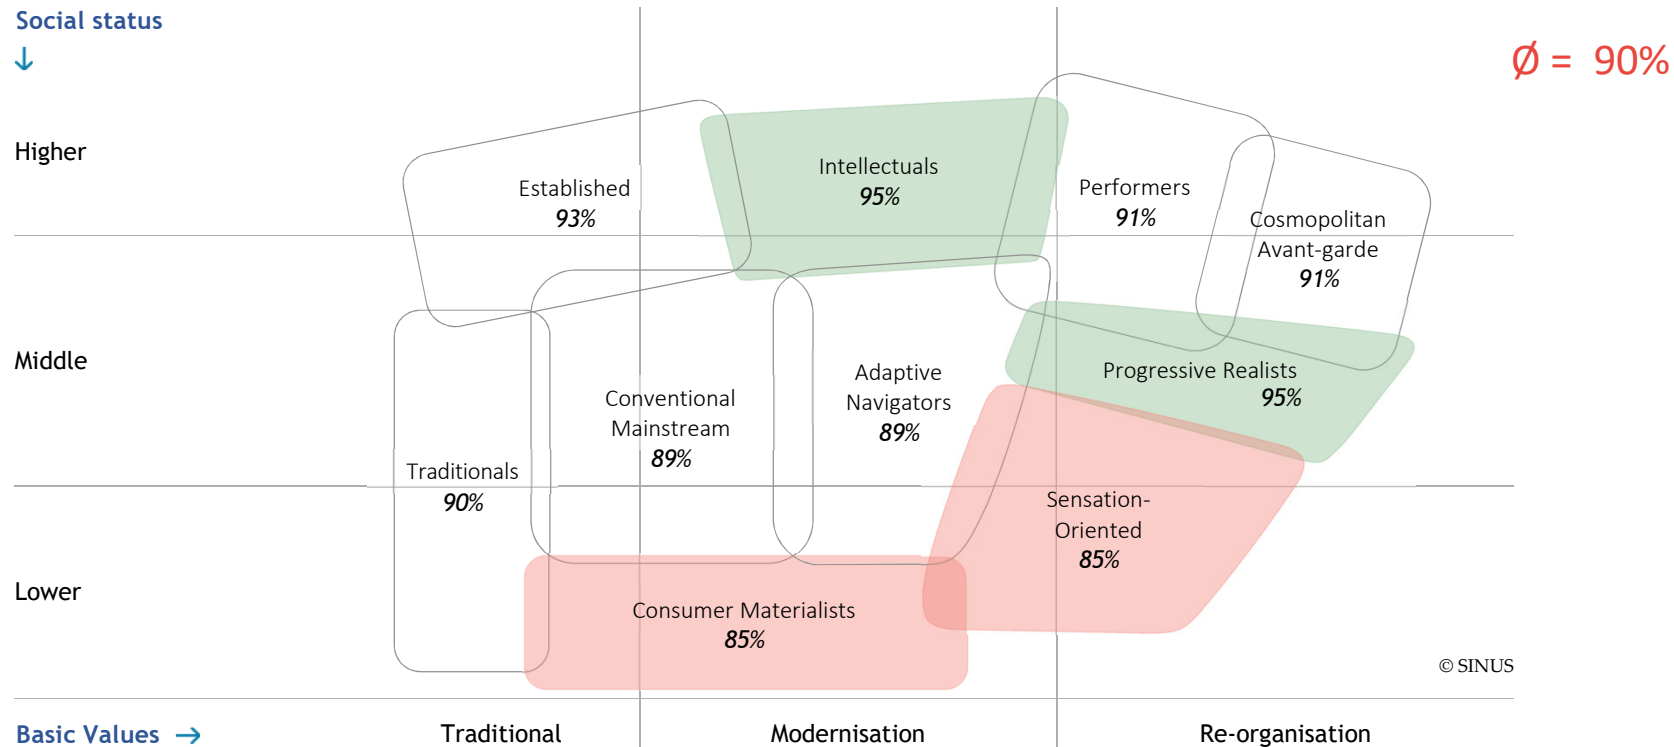 Social status
↓
Ø = 90%
Higher
Established
93%
Intellectuals
95%
Performers
91%
Cosmopolitan
Avant-garde
91%
Middle
Traditionals
90%
Conventional
Mainstream
89%
Adaptive
Navigators
89%
Progressive Realists
95%
Sensation-
Oriented
85%
Lower
Consumer Materialists
85%
© SINUS
Basic Values →
Traditional
Modernisation
Re-organisation